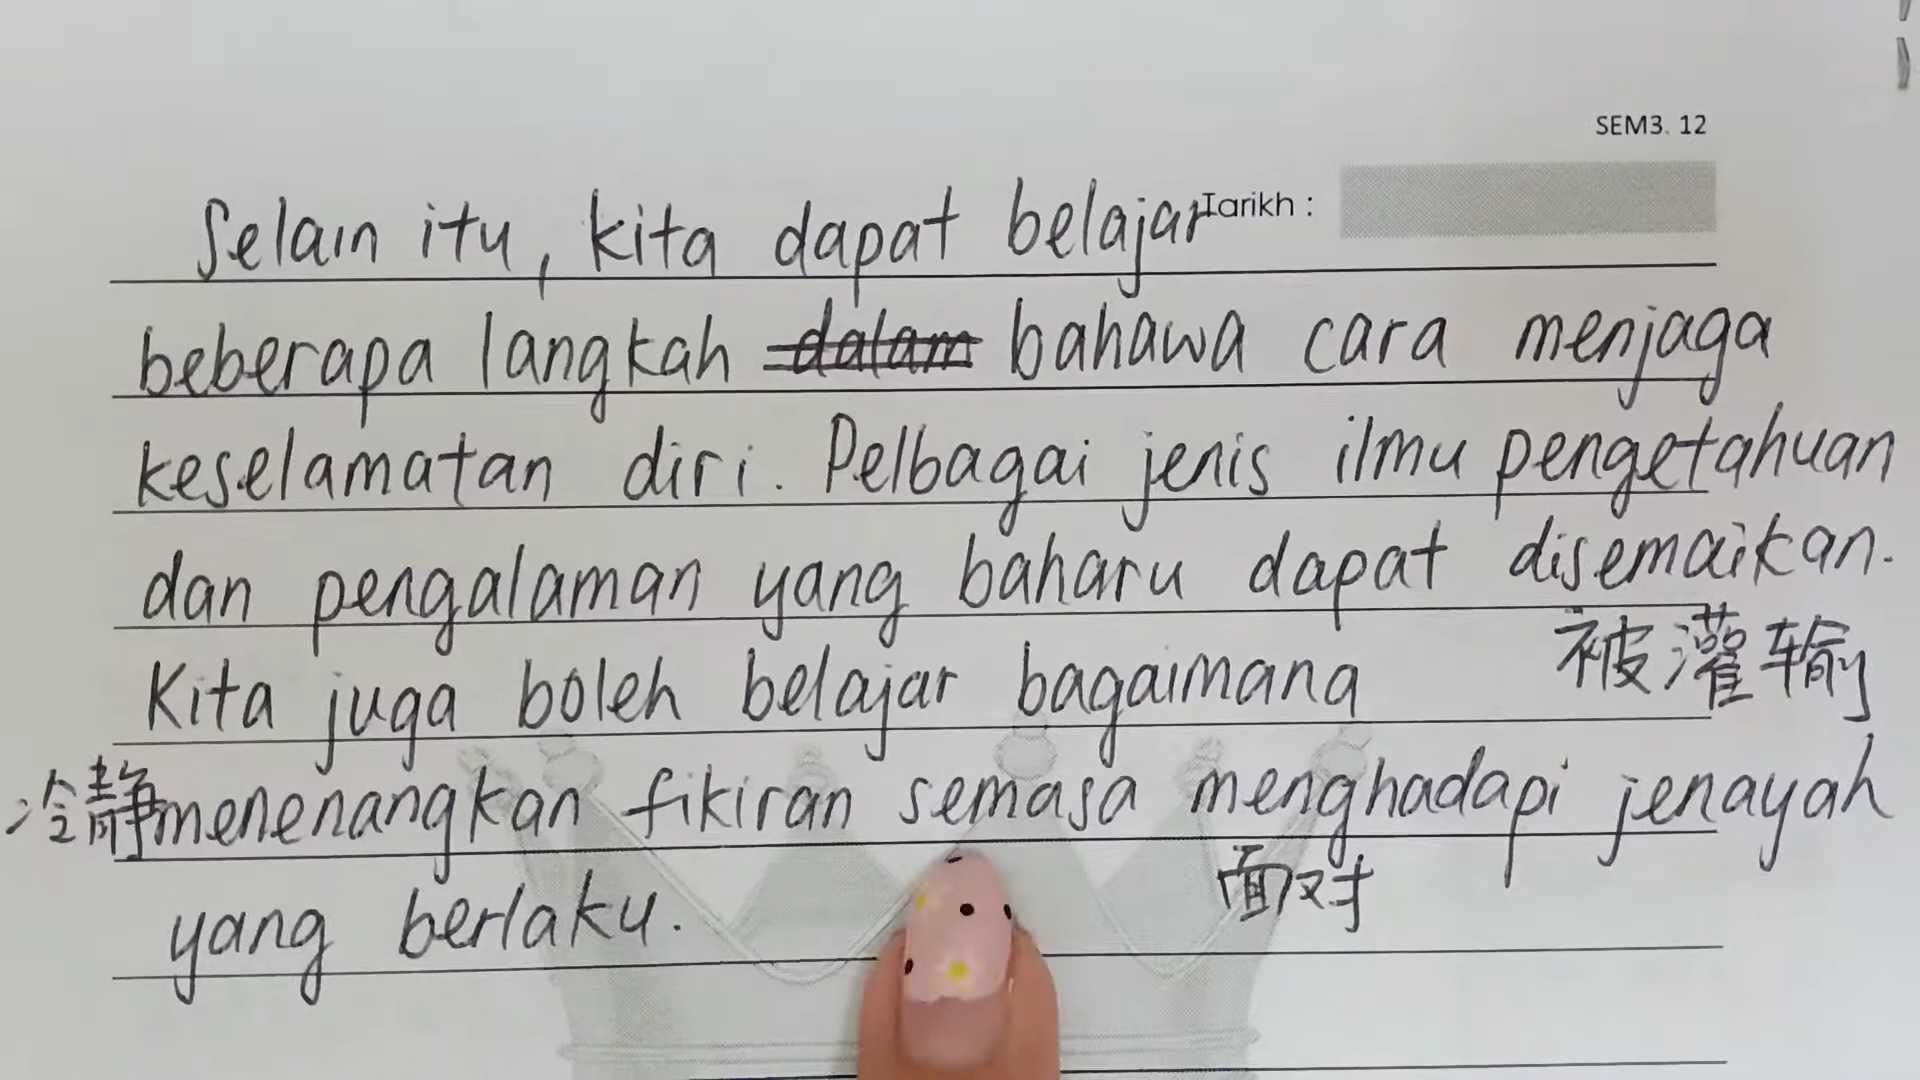 SEM3. 12
Tarikh :
Selain itu, kita dapat belajar
beberapa langkah dalam bahawa cara menjaga
keselamatan diri. Pelbagai jenis ilmu pengetahuan
dan pengalaman yang baharu dapat disemaikan.
被灌输
Kita juga boleh belajar bagaimana
冷静 menenangkan fikiran semasa menghadapi jenayah
面对
yang berlaku.